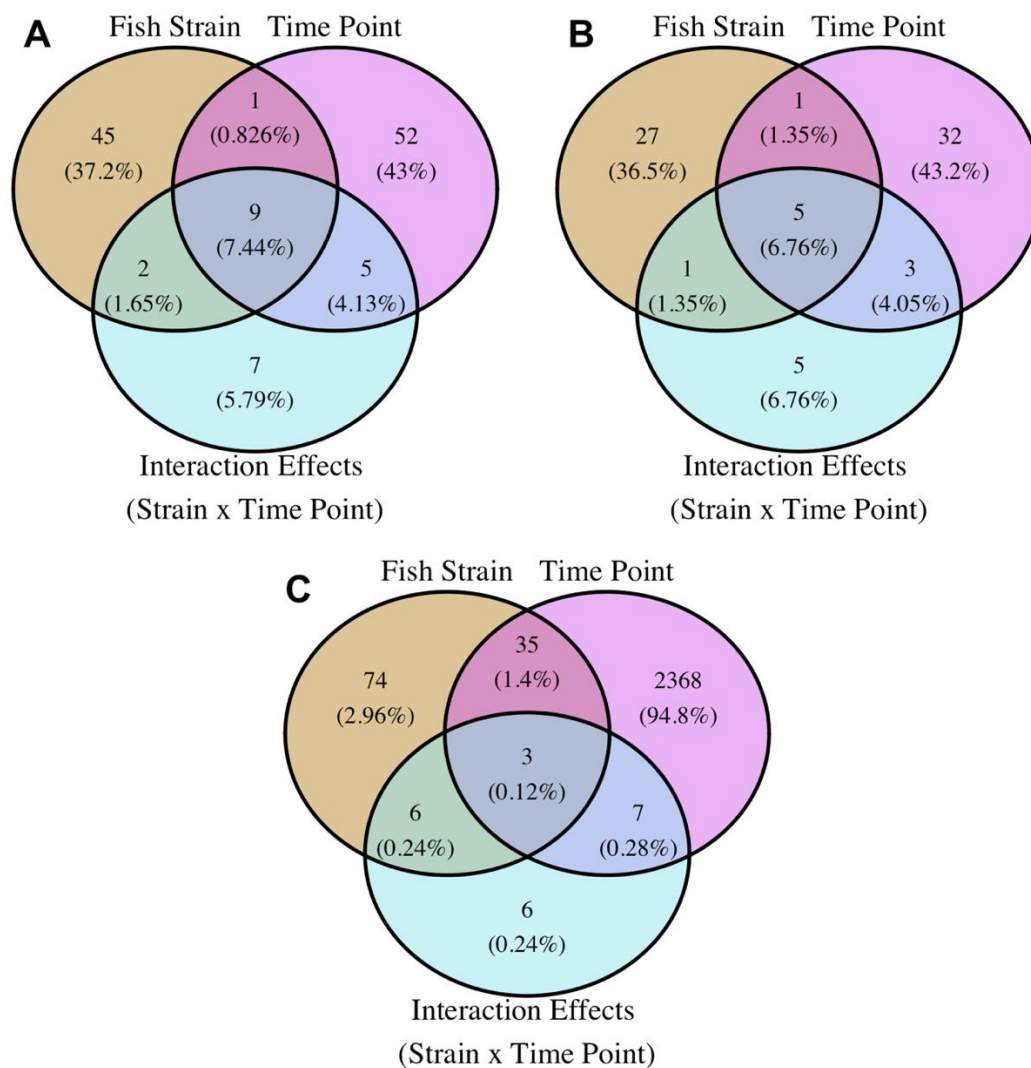 A
Fish Strain
Time Point
1
(0.826%)
45
(37.2%)
52
(43%)
9
(7.44%)
2
(1.65%)
5
(4.13%)
7
(5.79%)
Interaction Effects
(Strain x Time Point)
B
Fish Strain
Time Point
1
(1.35%)
27
(36.5%)
32
(43.2%)
5
(6.76%)
1
(1.35%)
3
(4.05%)
5
(6.76%)
Interaction Effects
(Strain x Time Point)
C
Fish Strain
Time Point
35
(1.4%)
74
(2.96%)
2368
(94.8%)
3
(0.12%)
6
(0.24%)
7
(0.28%)
6
(0.24%)
Interaction Effects
(Strain x Time Point)